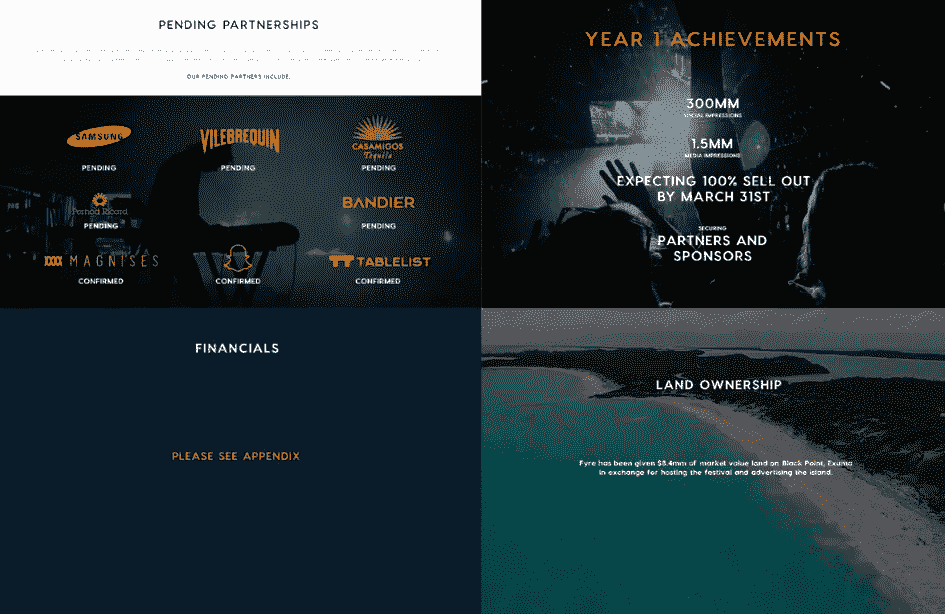 PENDING PARTNERSHIPS
OUR PENDING PARTNERS INCLUDE:
SAMSUNG
PENDING
VILEBREQUIN
PENDING
CASAMIGOS
Tequila
PENDING
Pernod Ricard
PENDING
BANDIER
PENDING
MAGNISES
CONFIRMED
CONFIRMED
TABLELIST
CONFIRMED
YEAR 1 ACHIEVEMENTS
300MM
SOCIAL IMPRESSIONS
1.5MM
MEDIA IMPRESSIONS
EXPECTING 100% SELL OUT
BY MARCH 31ST
SECURING
PARTNERS AND
SPONSORS
FINANCIALS
PLEASE SEE APPENDIX
LAND OWNERSHIP
Fyre has been given $8.4mm of market value land on Black Point, Exuma
in exchange for hosting the festival and advertising the island.